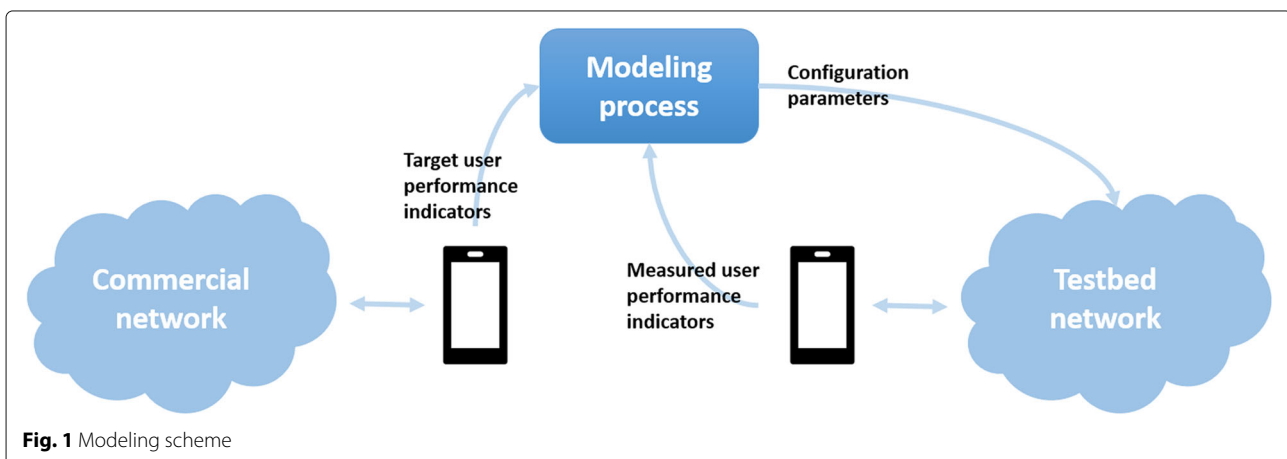 Modeling
process
Configuration
parameters
Target user
performance
indicators
Commercial
network
Measured user
performance
indicators
Testbed
network
Fig. 1 Modeling scheme